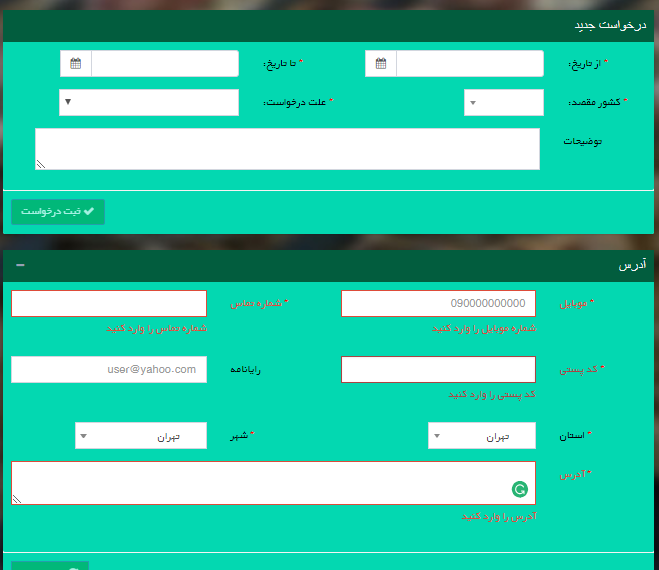 درخواست جدید
* از تاریخ: * تا تاریخ:
* کشور مقصد: * علت درخواست:
توضیحات
ثبت درخواست
آدرس
* موبایل 090000000000 * شماره تماس
شماره موبایل را وارد کنید شماره تماس را وارد کنید
* کد پستی رایانامه user@yahoo.com
کد پستی را وارد کنید
* استان تهران * شهر تهران
* آدرس
آدرس را وارد کنید